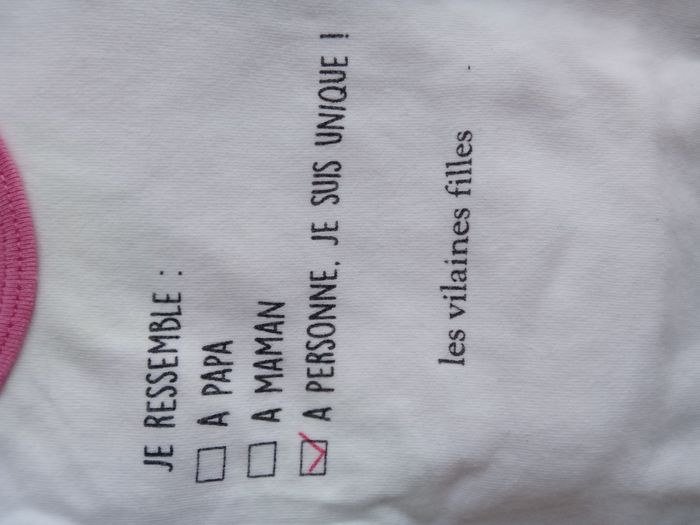 JE RESSEMBLE :
A PAPA
A MAMAN
A PERSONNE, JE SUIS UNIQUE !
les vilaines filles